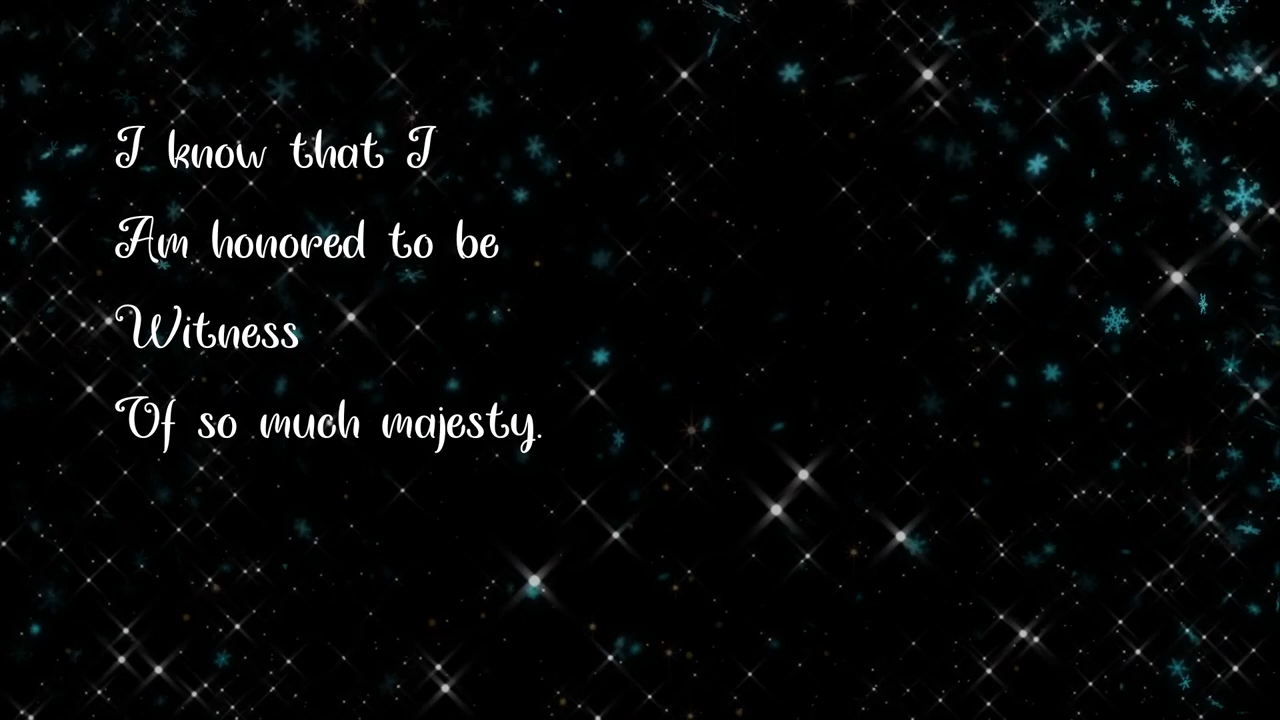 I know that I
Am honored to be
Witness
Of so much majesty.